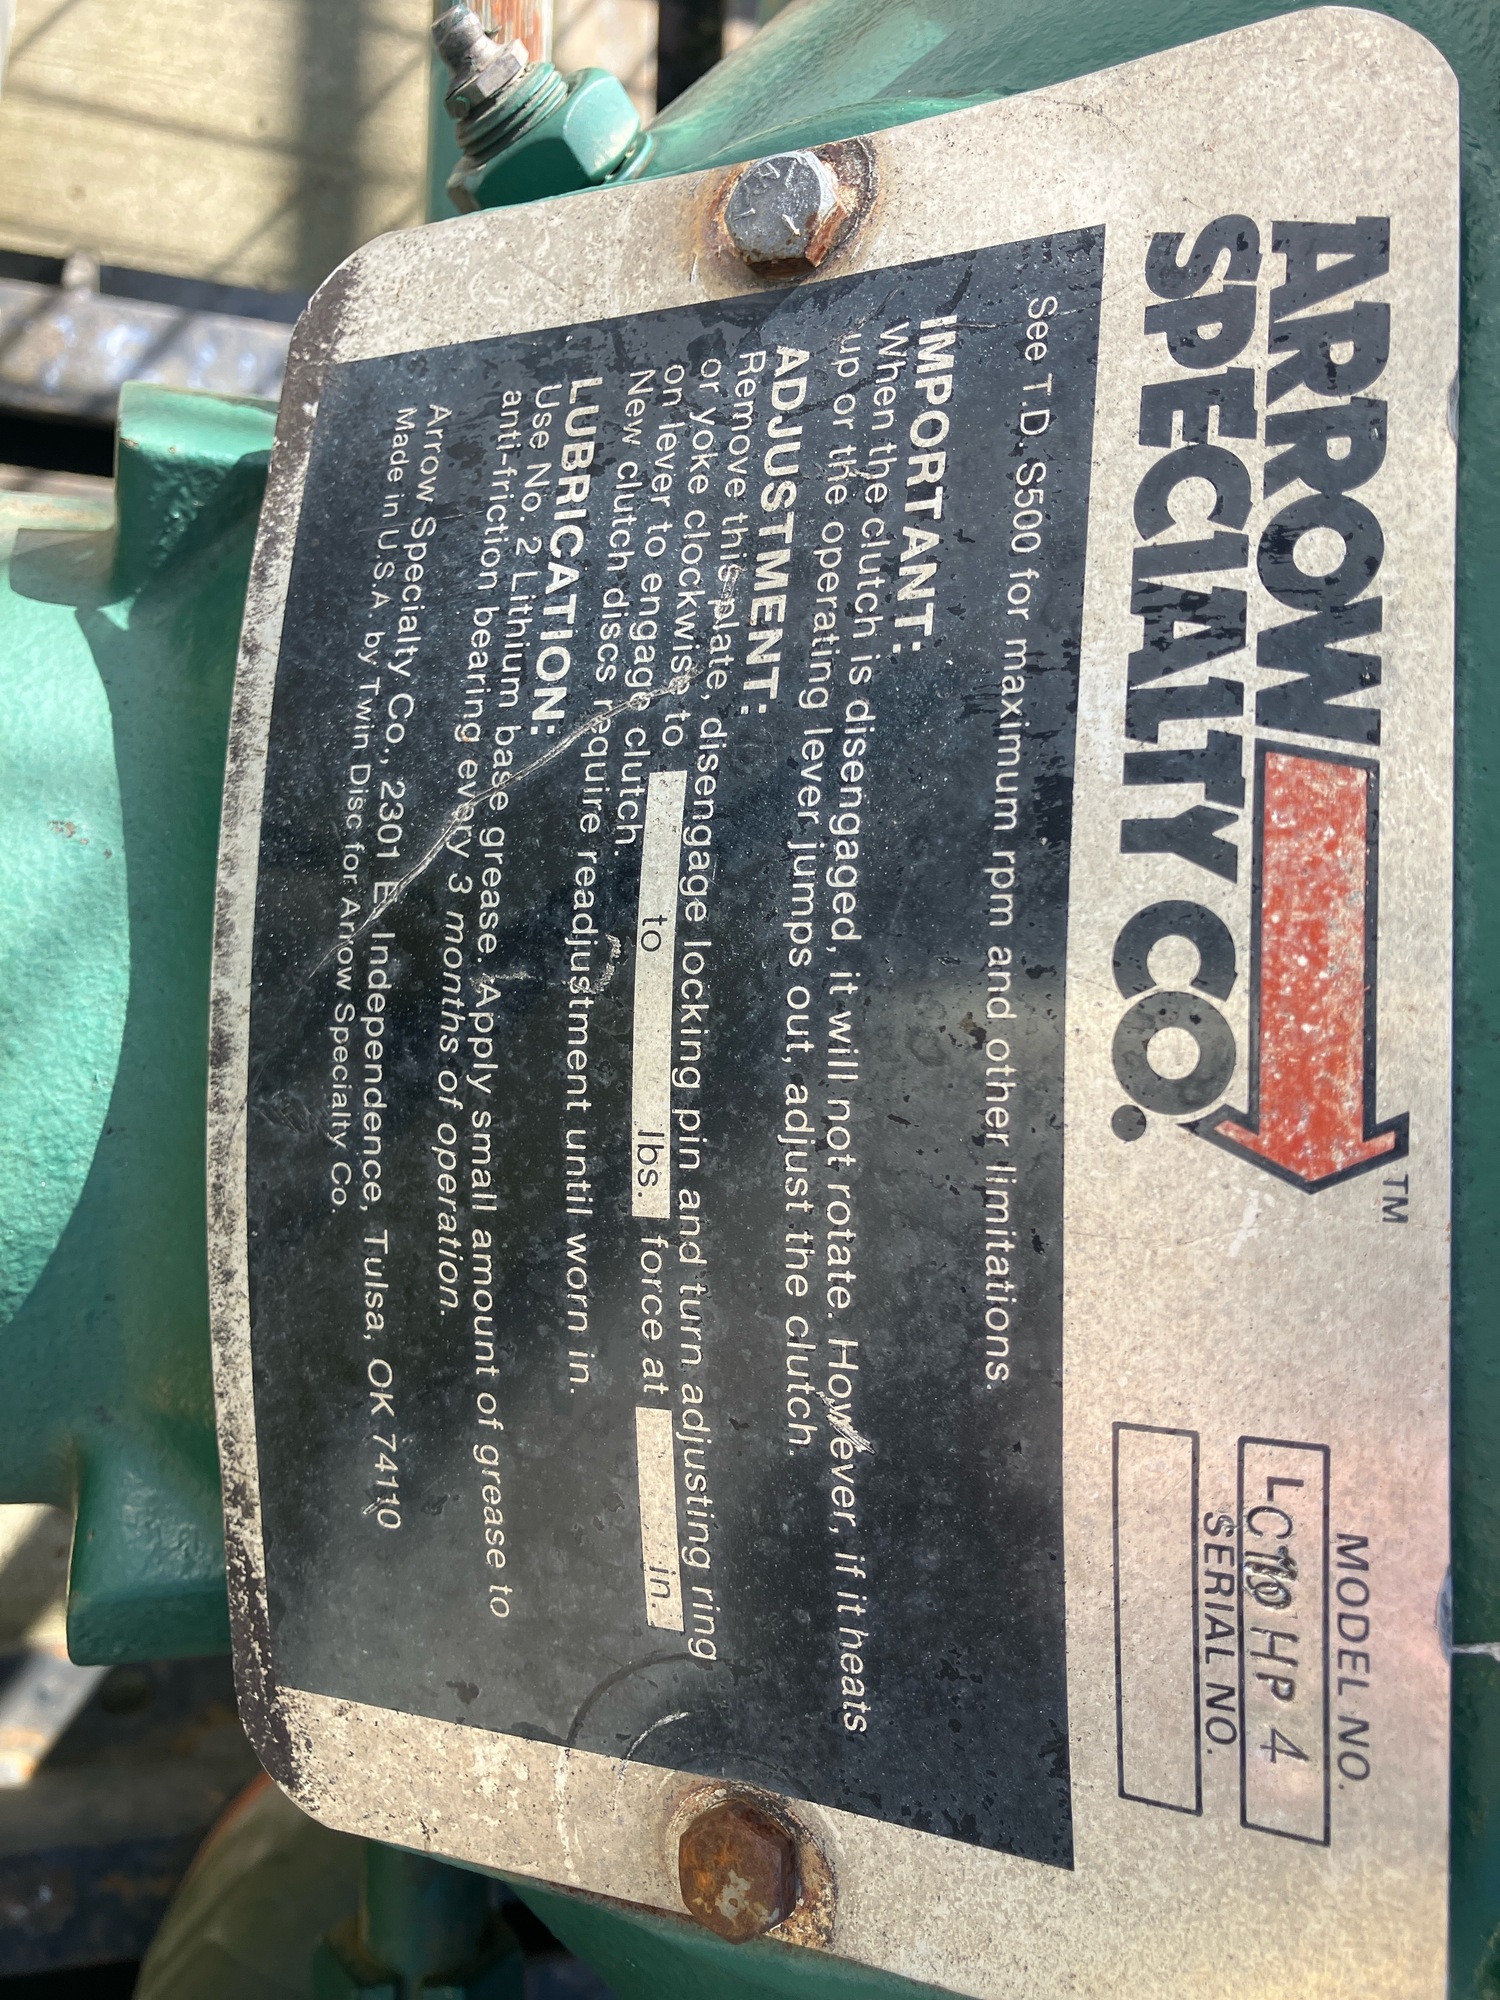 ARROW
SPECIALTY CO.
TM
MODEL NO.
HP 4
SERIAL NO.
See T.D. S500 for maximum rpm and other limitations.
IMPORTANT:
When the clutch is disengaged, it will not rotate. However, if it heats
up or the operating lever jumps out, adjust the clutch.
ADJUSTMENT:
Remove this plate, disengage locking pin and turn adjusting ring
or yoke clockwise to
on lever to engage clutch. to lbs. force at in.
New clutch discs require readjustment until worn in.
LUBRICATION:
Use No. 2 Lithium base grease. Apply small amount of grease to
anti-friction bearing every 3 months of operation.
Arrow Specialty Co., 2301 E. Independence, Tulsa, OK 74110
Made in U.S.A. by Twin Disc for Arrow Specialty Co.